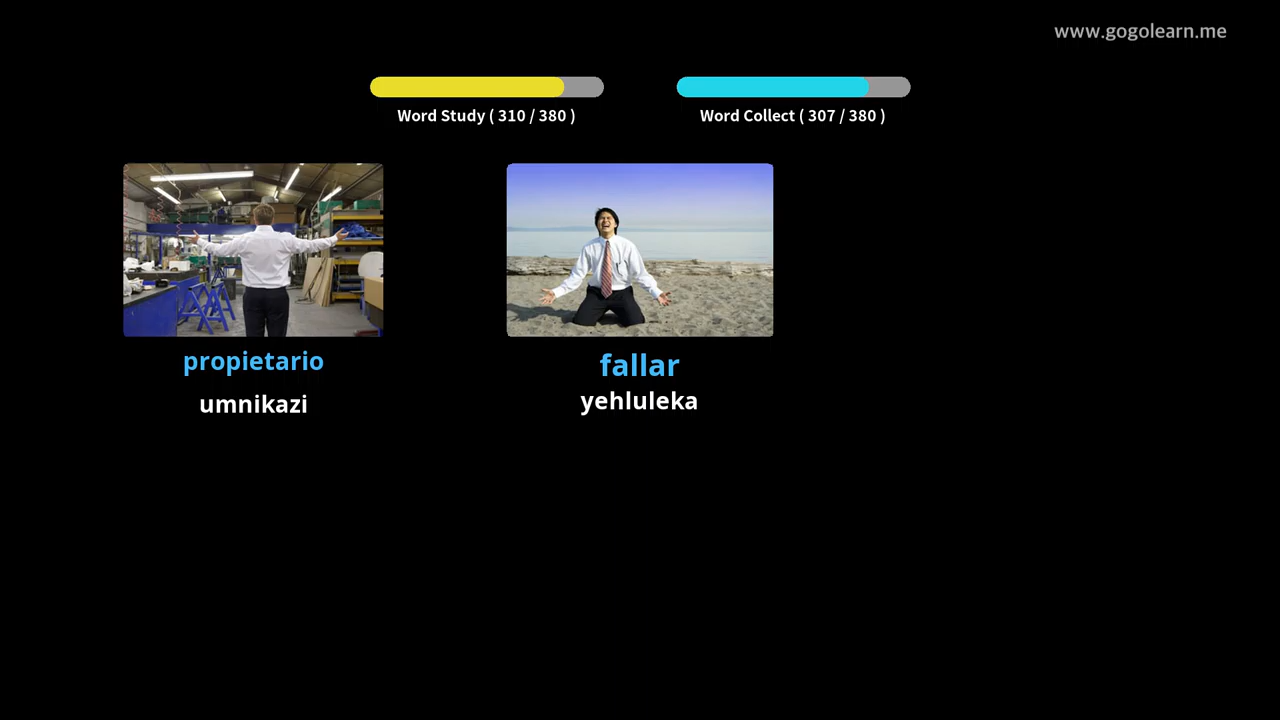 www.gogolearn.me
Word Study ( 310 / 380 )
Word Collect ( 307 / 380 )
propietario
umnikazi
fallar
yehluleka